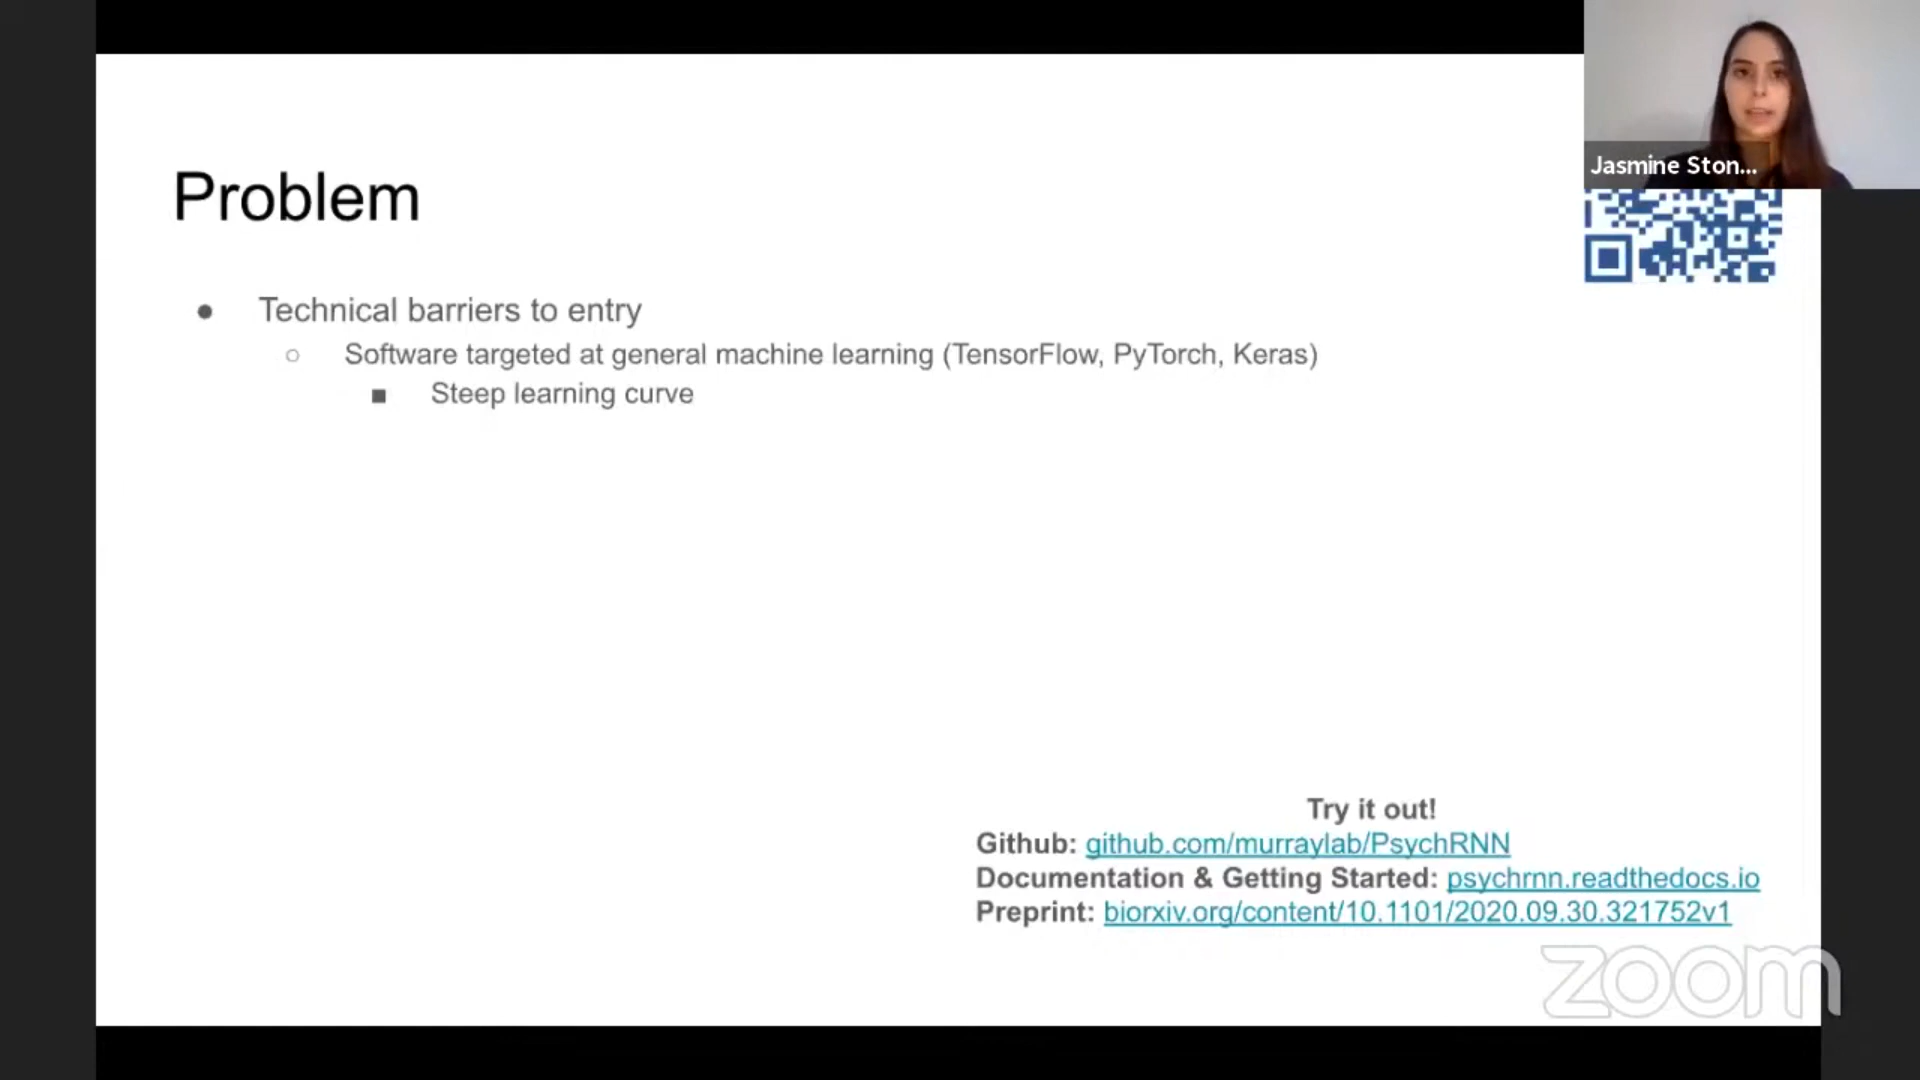 Jasmine Ston...
Problem
● Technical barriers to entry
○ Software targeted at general machine learning (TensorFlow, PyTorch, Keras)
■ Steep learning curve
Try it out!
Github: github.com/murraylab/PsychRNN
Documentation & Getting Started: psychrnn.readthedocs.io
Preprint: biorxiv.org/content/10.1101/2020.09.30.321752v1
zoom